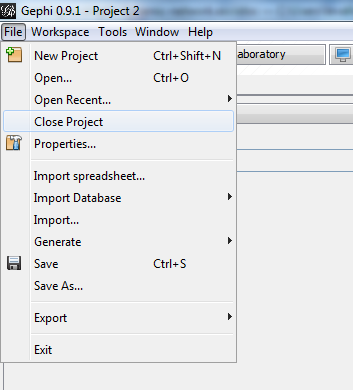 Gephi 0.9.1 - Project 2
File Workspace Tools Window Help
New Project Ctrl+Shift+N
aboratory
Open... Ctrl+O
Open Recent...
Close Project
Properties...
Import spreadsheet...
Import Database
Import...
Generate
Save Ctrl+S
Save As...
Export
Exit